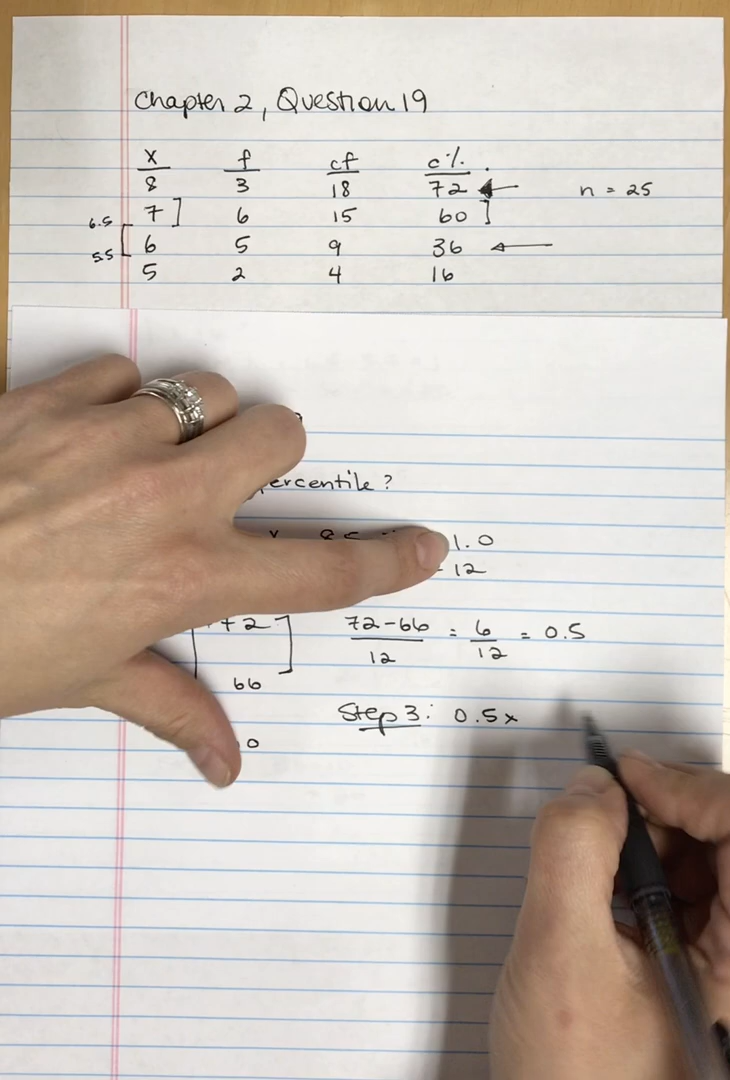 Chapter 2, Question 19
X f cf c%
8 3 18 72 n = 25
6.5 7 6 15 60
5.5 6 5 9 36
5 2 4 16
percentile?
1.0
12
72
72-66 / 12 = 6 / 12 = 0.5
66
Step 3: 0.5x
0